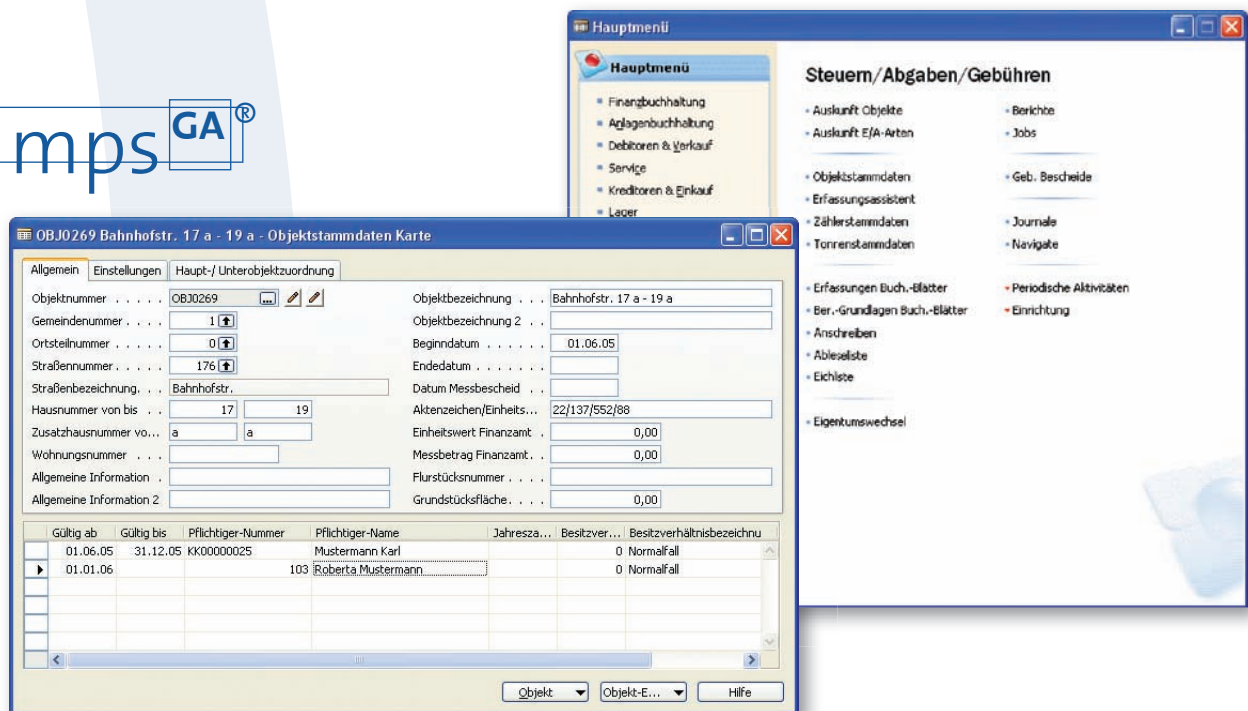 mps GA®
Hauptmenü
Hauptmenü
Finanzbuchhaltung
Anlagenbuchhaltung
Debitoren & Verkauf
Service
Kreditoren & Einkauf
Lager
Steuern/Abgaben/Gebühren
Auskunft Objekte
Auskunft E/A-Arten
Objektstammdaten
Erfassungsassistent
Zählerstammdaten
Tonnenstammdaten
Erfassungen Buch.-Blätter
Ber.-Grundlagen Buch.-Blätter
Anschreiben
Ableseliste
Eichliste
Eigentumswechsel
Berichte
Jobs
Geb. Bescheide
Journale
Navigate
Periodische Aktivitäten
Einrichtung
OBJ0269 Bahnhofstr. 17 a - 19 a - Objektstammdaten Karte
Allgemein Einstellungen Haupt-/ Unterobjektzuordnung
Objektnummer . . . . . OBJ0269 ...
Gemeindenummer . . . . 1
Ortsteilnummer . . . . . 0
Straßennummer . . . . . 176
Straßenbezeichnung. . . Bahnhofstr.
Hausnummer von bis . . 17 19
Zusatzhausnummer vo... a a
Wohnungsnummer . . .
Allgemeine Information .
Allgemeine Information 2
Objektbezeichnung . . . Bahnhofstr. 17 a - 19 a
Objektbezeichnung 2 . .
Beginndatum . . . . . . 01.06.05
Endedatum . . . . . . .
Datum Messbescheid . .
Aktenzeichen/Einheits... 22/137/552/88
Einheitswert Finanzamt . 0,00
Messbetrag Finanzamt. . 0,00
Flurstücksnummer . . . .
Grundstücksfläche. . . . 0,00
Gültig ab Gültig bis Pflichtiger-Nummer Pflichtiger-Name Jahresza... Besitzver... Besitzverhältnisbezeichnu
01.06.05 31.12.05 KK00000025 Mustermann Karl 0 Normalfall
01.01.06 103 Roberta Mustermann 0 Normalfall
Objekt Objekt-E... Hilfe